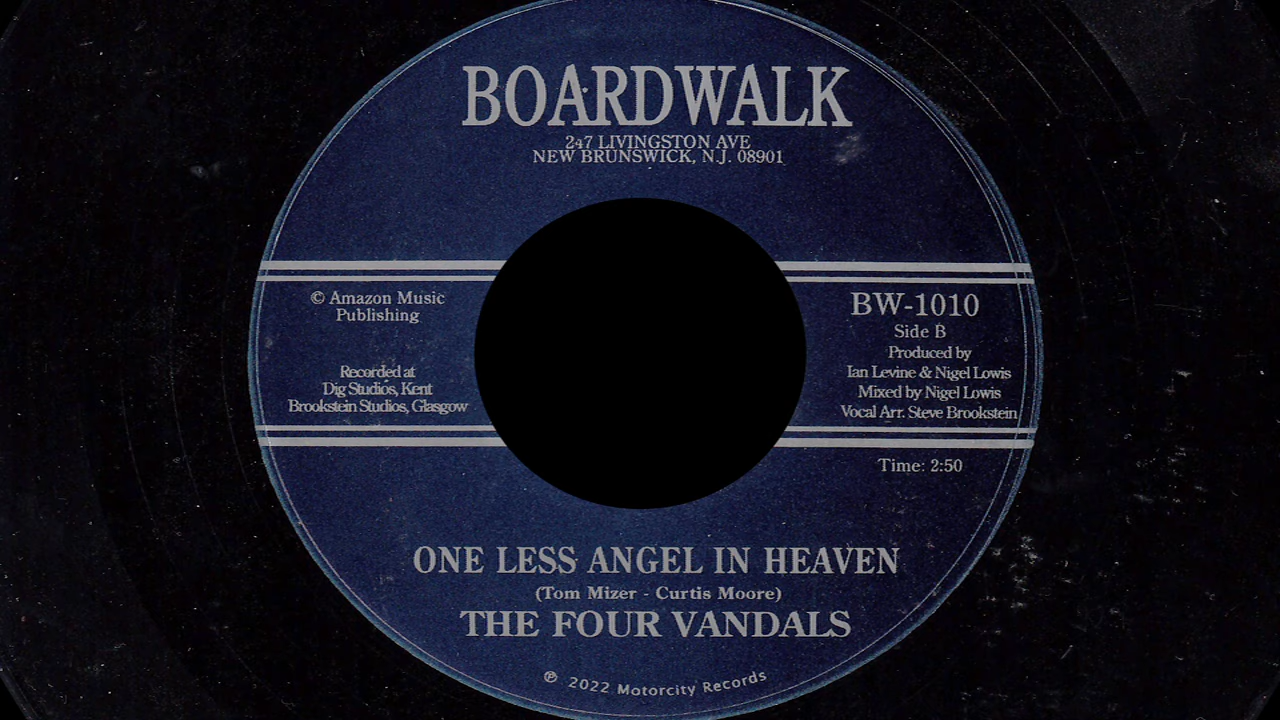 BOARDWALK
247 LIVINGSTON AVE
NEW BRUNSWICK, N.J. 08901
© Amazon Music
Publishing
Recorded at
Dig Studios, Kent
Brookstein Studios, Glasgow
BW-1010
Side B
Produced by
Ian Levine & Nigel Lowis
Mixed by Nigel Lowis
Vocal Arr. Steve Brookstein
Time: 2:50
ONE LESS ANGEL IN HEAVEN
(Tom Mizer - Curtis Moore)
THE FOUR VANDALS
℗ 2022 Motorcity Records